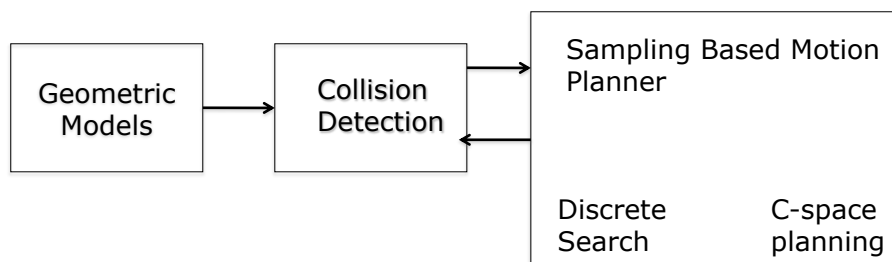 Geometric
Models
Collision
Detection
Sampling Based Motion
Planner
Discrete
Search
C-space
planning